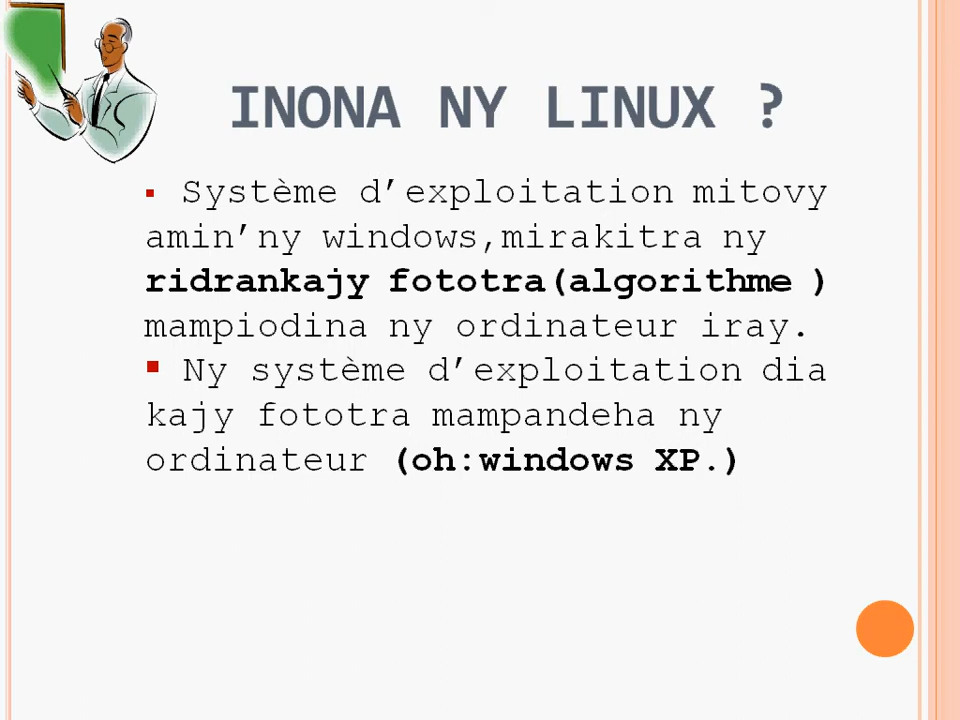 INONA NY LINUX ?
▪ Système d’exploitation mitovy
amin’ny windows,mirakitra ny
ridrankajy fototra(algorithme )
mampiodina ny ordinateur iray.
▪ Ny système d’exploitation dia
kajy fototra mampandeha ny
ordinateur (oh:windows XP.)